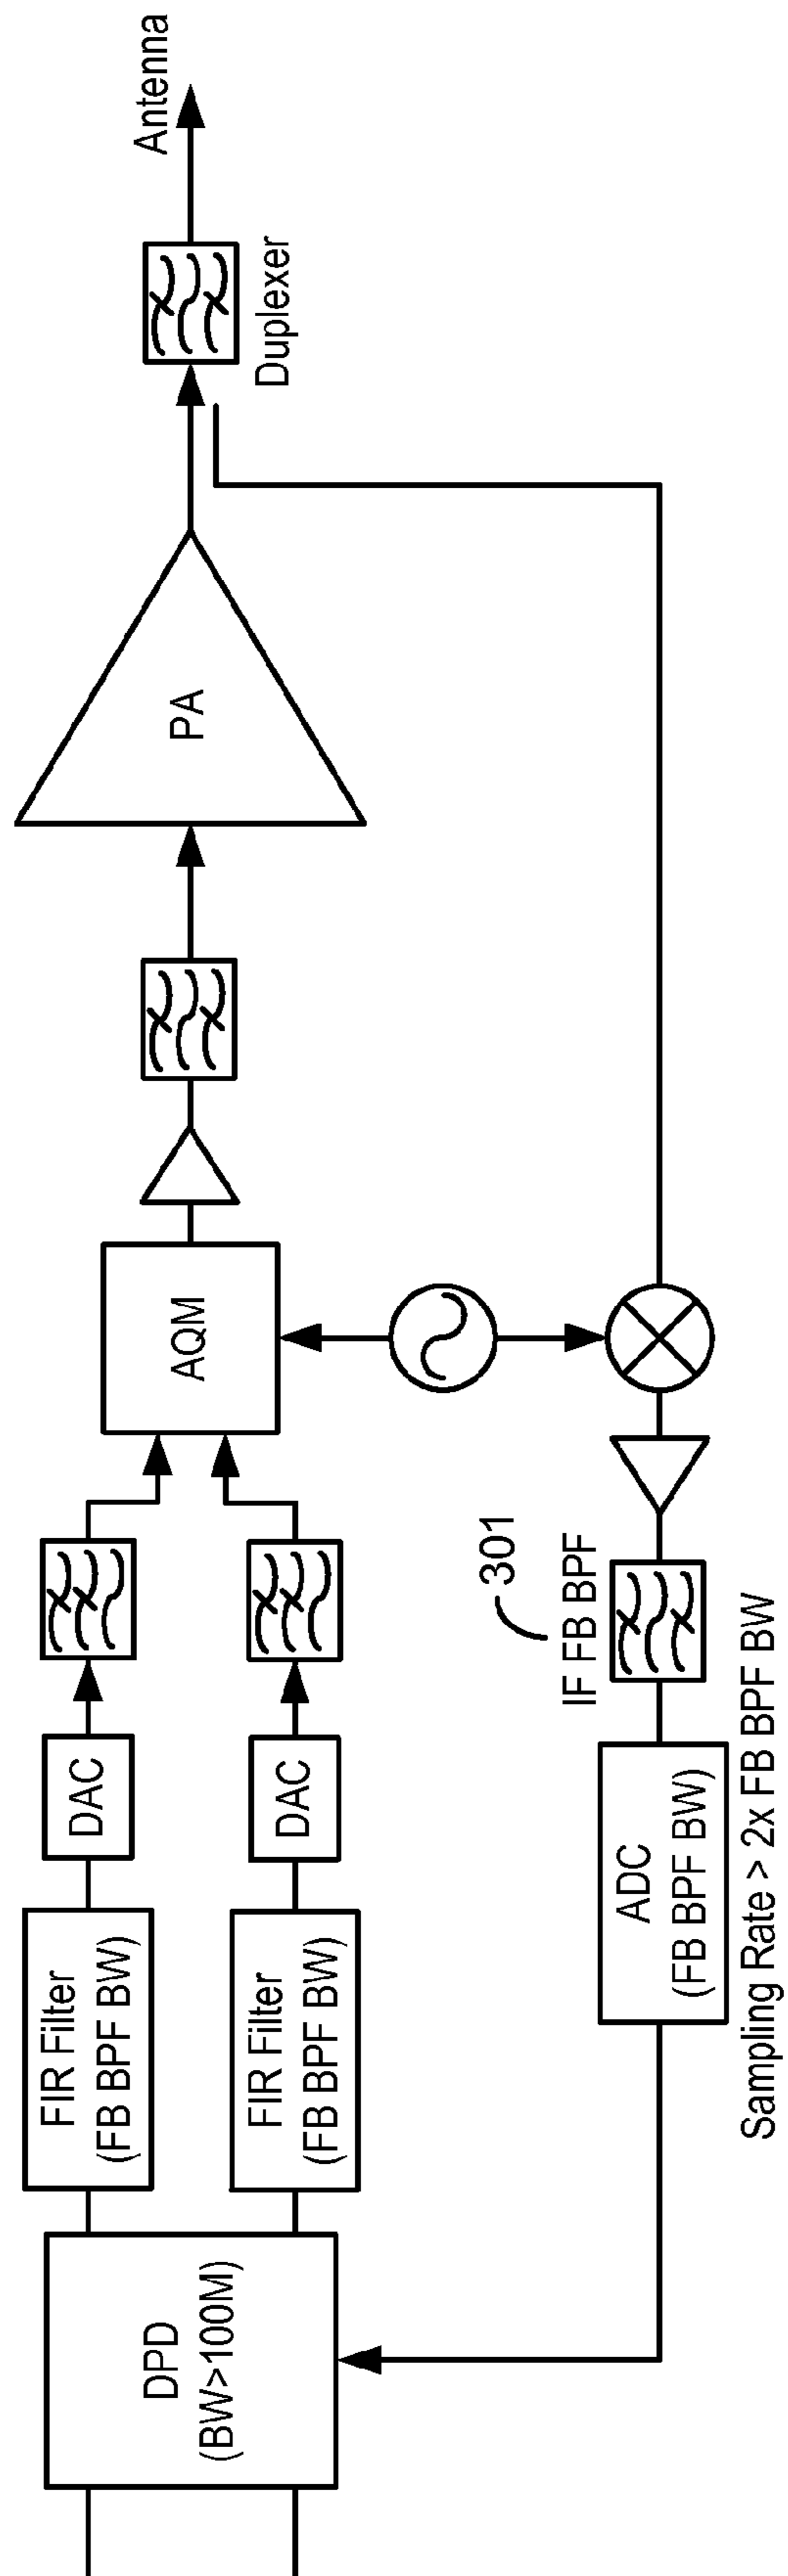 DPD
(BW>100M)
FIR Filter
(FB BPF BW)
FIR Filter
(FB BPF BW)
DAC
DAC
AQM
PA
Duplexer
Antenna
301
IF FB BPF
ADC
(FB BPF BW)
Sampling Rate > 2x FB BPF BW